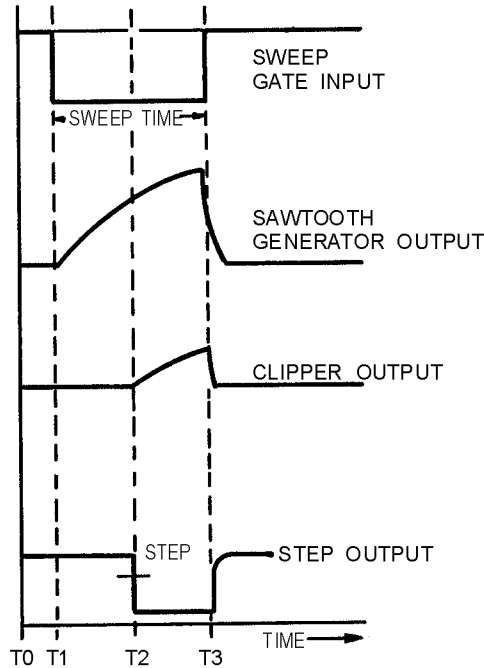 SWEEP
GATE INPUT
SWEEP TIME
SAWTOOTH
GENERATOR OUTPUT
CLIPPER OUTPUT
STEP
STEP OUTPUT
TIME
T0 T1 T2 T3